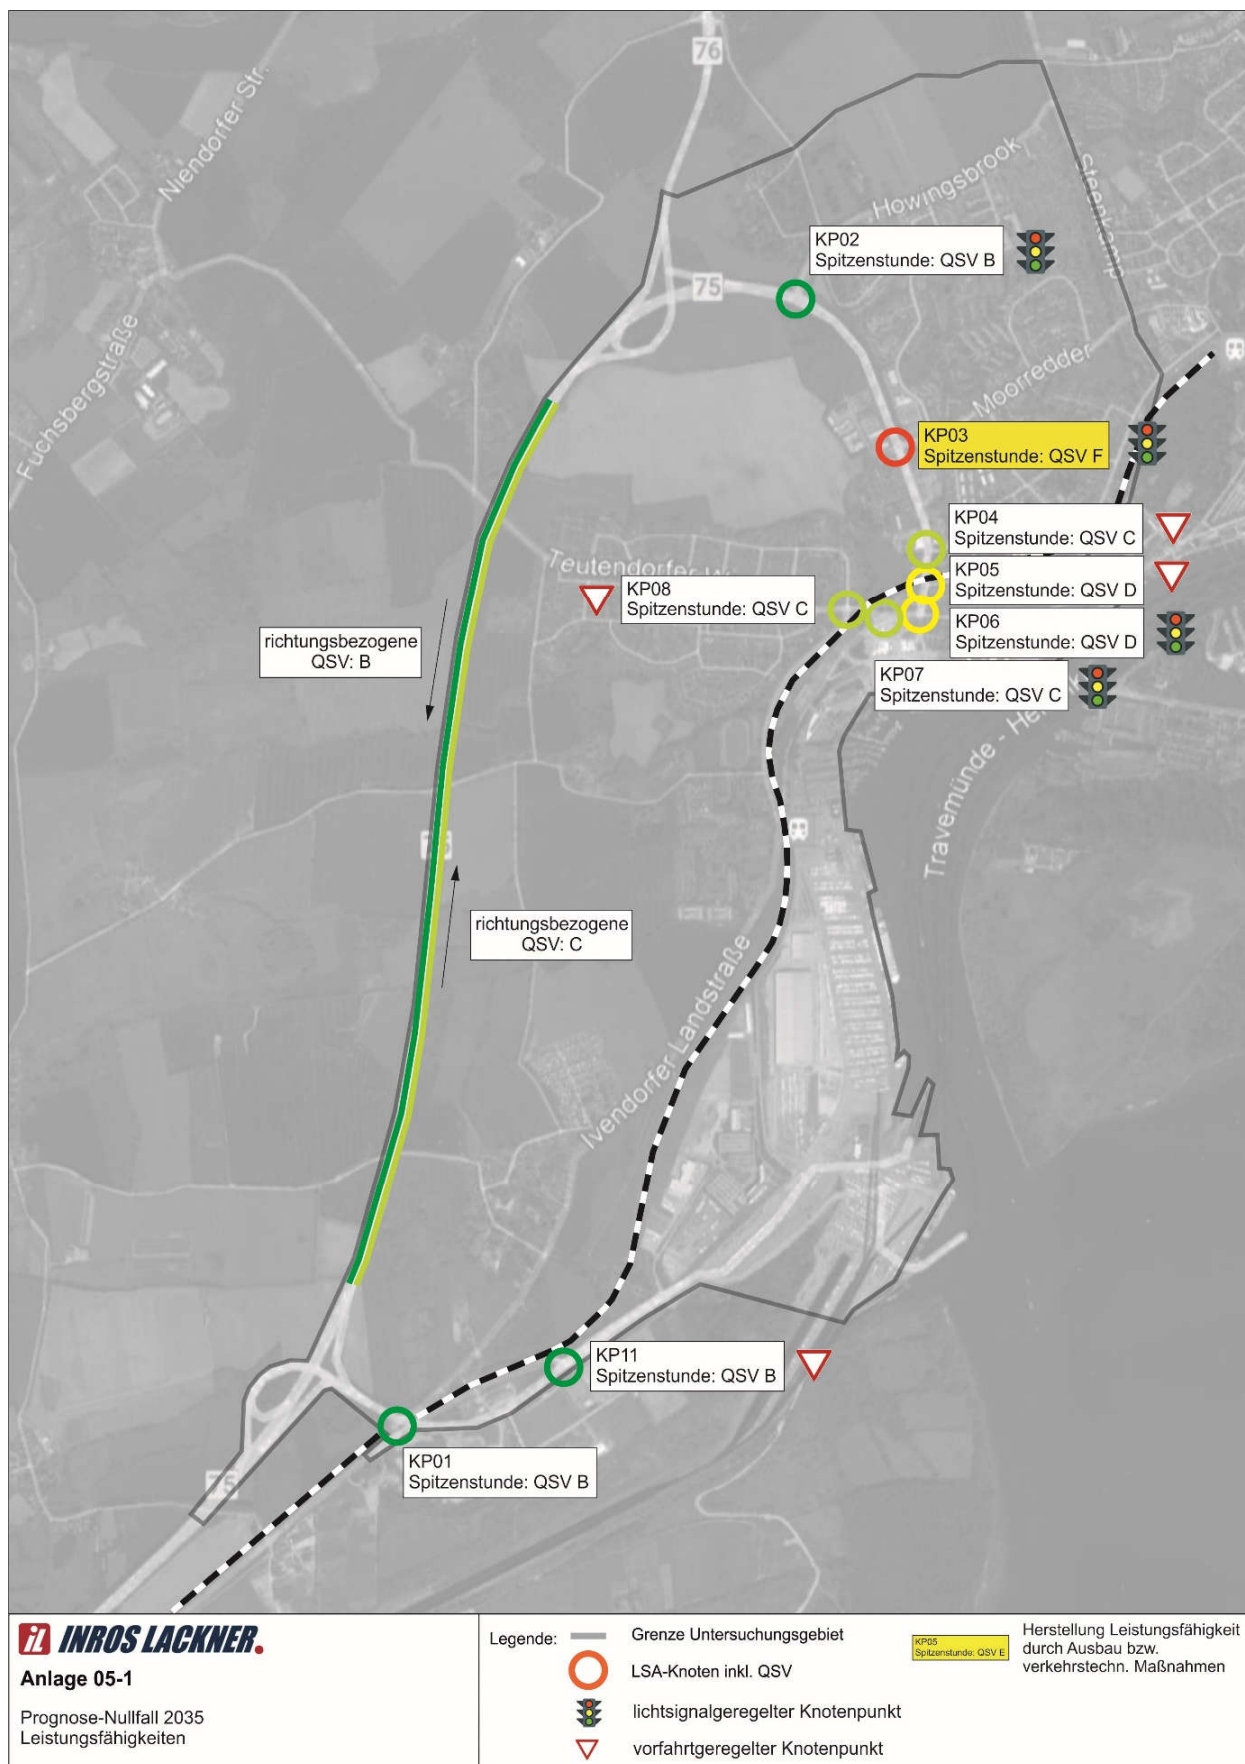 76
Niendorfer Str.
Howingsbrook
Steenkamp
KP02
Spitzenstunde: QSV B
75
Fuchsbergstraße
Moorredder
KP03
Spitzenstunde: QSV F
KP04
Spitzenstunde: QSV C
Teutendorfer W
KP05
Spitzenstunde: QSV D
KP08
Spitzenstunde: QSV C
KP06
Spitzenstunde: QSV D
richtungsbezogene
QSV: B
KP07
Spitzenstunde: QSV C
Travemünde - He
richtungsbezogene
QSV: C
Ivendorfer Landstraße
KP11
Spitzenstunde: QSV B
KP01
Spitzenstunde: QSV B
75
iL INROS LACKNER.
Anlage 05-1
Prognose-Nullfall 2035
Leistungsfähigkeiten
Legende:
Grenze Untersuchungsgebiet
LSA-Knoten inkl. QSV
lichtsignalgeregelter Knotenpunkt
vorfahrtgeregelter Knotenpunkt
KP05
Spitzenstunde: QSV E
Herstellung Leistungsfähigkeit
durch Ausbau bzw.
verkehrstechn. Maßnahmen